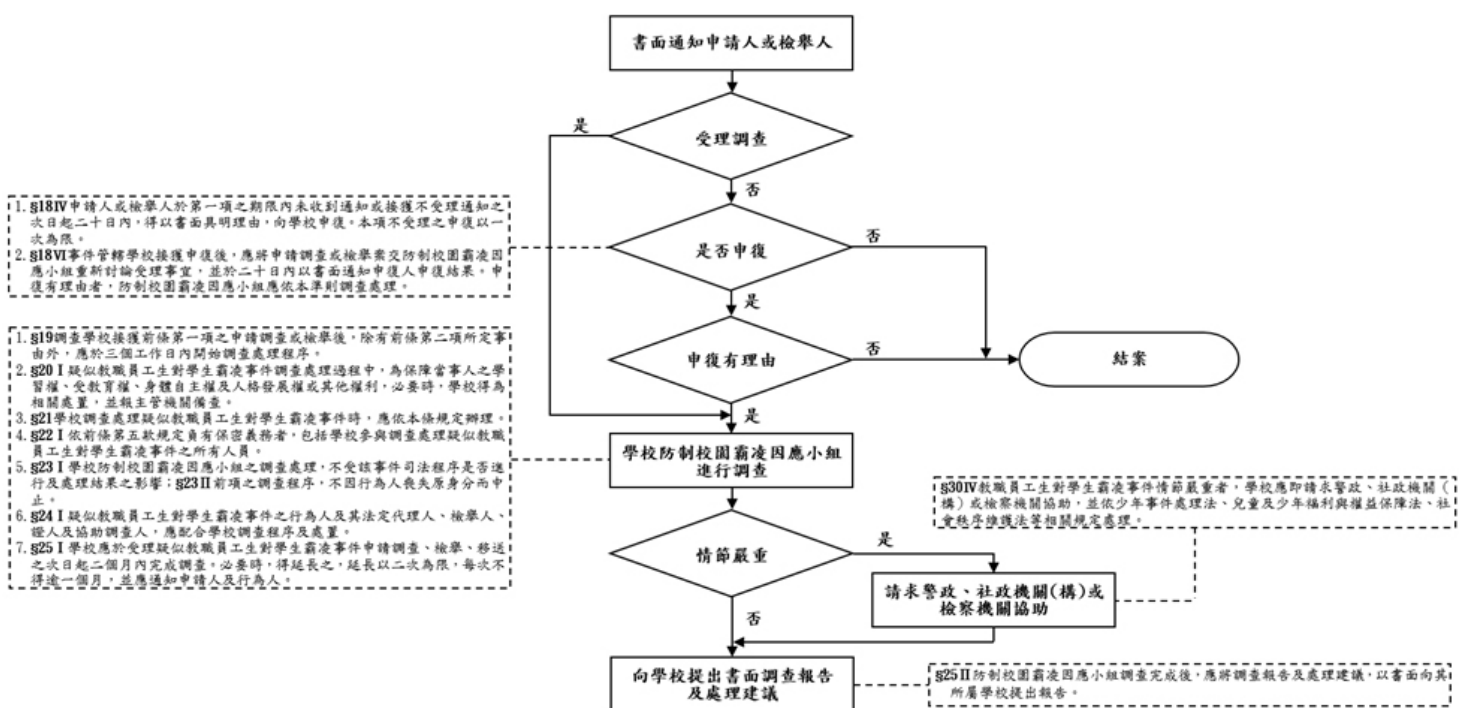 書面通知申請人或檢舉人
是
受理調查
否
1. §18IV申請人或檢舉人於第一項之期限內未收到通知或接獲不受理通知之
次日起二十日內，得以書面具明理由，向學校申復。本項不受理之申復以一
次為限。
2. §18VI事件管轄學校接獲申復後，應將申請調查或檢舉案交防制校園霸凌因
應小組重新討論受理事宜，並於二十日內以書面通知申復人申復結果。申
復有理由者，防制校園霸凌因應小組應依本準則調查處理。
是否申復
否
是
申復有理由
否
結案
是
1. §19調查學校接獲前條第一項之申請調查或檢舉後，除有前條第二項所定事
由外，應於三個工作日內開始調查處理程序。
2. §20 I 疑似教職員工生對學生霸凌事件調查處理過程中，為保障當事人之學
習權、受教育權、身體自主權及人格發展權或其他權利，必要時，學校得為
相關處置，並報主管機關備查。
3. §21學校調查處理疑似教職員工生對學生霸凌事件時，應依本條規定辦理。
4. §22 I 依前條第五款規定負有保密義務者，包括學校參與調查處理疑似教職
員工生對學生霸凌事件之所有人員。
5. §23 I 學校防制校園霸凌因應小組之調查處理，不受該事件司法程序是否進
行及處理結果之影響；§23 II 前項之調查程序，不因行為人喪失原身分而中
止。
6. §24 I 疑似教職員工生對學生霸凌事件之行為人及其法定代理人、檢舉人、
證人及協助調查人，應配合學校調查程序及處置。
7. §25 I 學校應於受理疑似教職員工生對學生霸凌事件申請調查、檢舉、移送
之次日起二個月內完成調查。必要時，得延長之，延長以二次為限，每次不
得逾一個月，並應通知申請人及行為人。
學校防制校園霸凌因應小組
進行調查
§30IV教職員工生對學生霸凌事件情節嚴重者，學校應即請求警政、社政機關（
構）或檢察機關協助，並依少年事件處理法、兒童及少年福利與權益保障法、社
會秩序維護法等相關規定處理。
情節嚴重
是
請求警政、社政機關(構)或
檢察機關協助
否
向學校提出書面調查報告
及處理建議
§25 II 防制校園霸凌因應小組調查完成後，應將調查報告及處理建議，以書面向其
所屬學校提出報告。